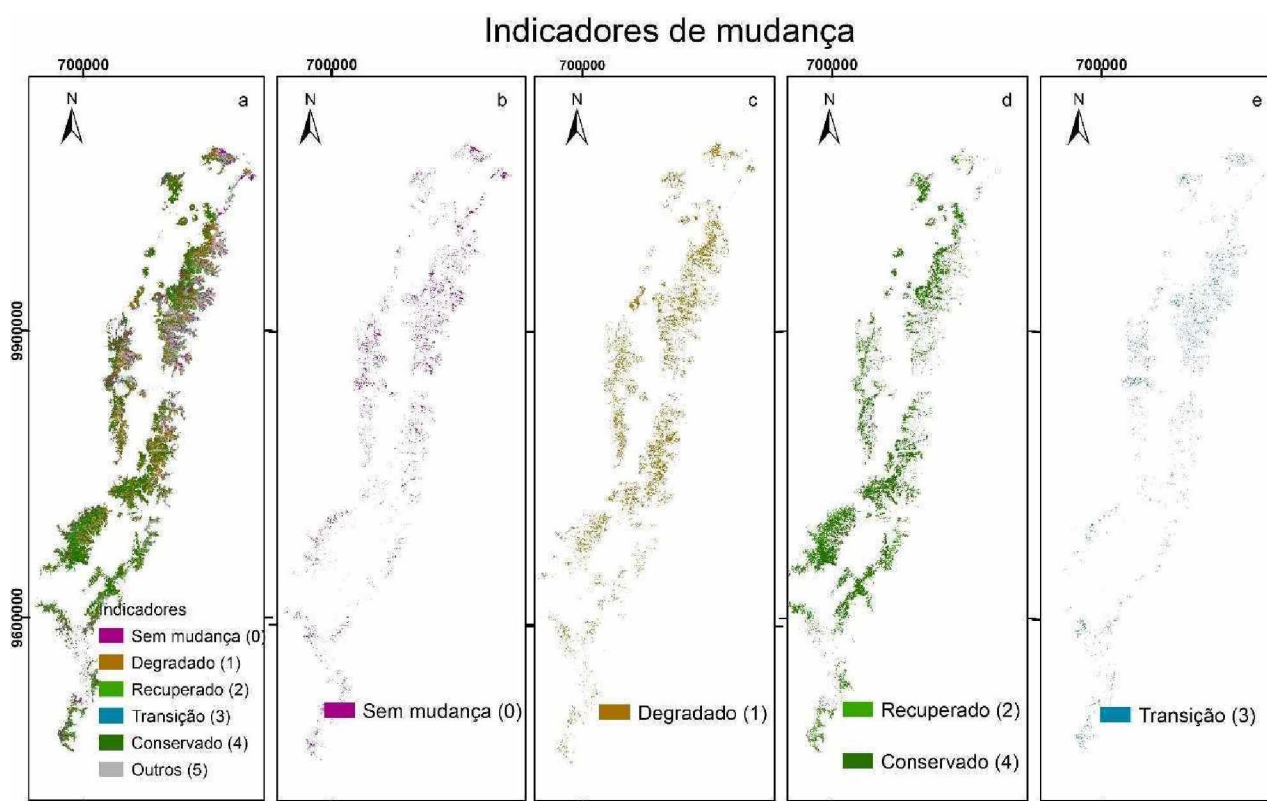 Indicadores de mudança
700000
700000
700000
700000
700000
a
b
c
d
e
N
N
N
N
N
9900000
9600000
Indicadores
Sem mudança (0)
Degradado (1)
Recuperado (2)
Transição (3)
Conservado (4)
Outros (5)
Sem mudança (0)
Degradado (1)
Recuperado (2)
Conservado (4)
Transição (3)